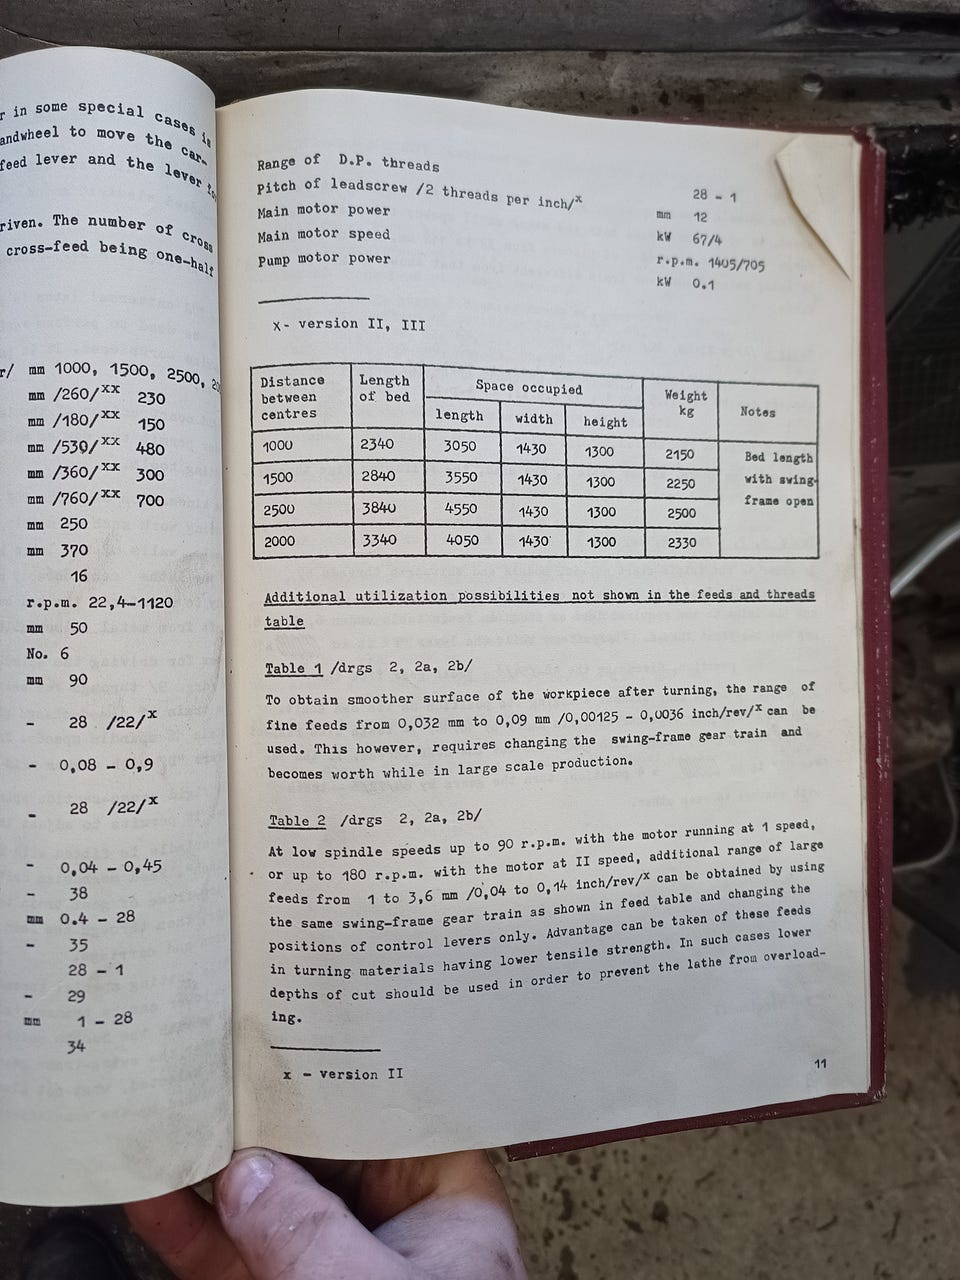 r in some special cases is
andwheel to move the car-
feed lever and the lever
riven. The number of cross
cross-feed being one-half
r/ mm 1000, 1500, 2500,
mm /260/xx 230
mm /180/xx 150
mm /530/xx 480
mm /360/xx 300
mm /760/xx 700
mm 250
mm 370
16
r.p.m. 22,4-1120
mm 50
No. 6
mm 90
- 28 /22/x
- 0,08 - 0,9
- 28 /22/x
- 0,04 - 0,45
- 38
mm 0.4 - 28
- 35
28 - 1
- 29
mm 1 - 28
34
Range of D.P. threads 28 - 1
Pitch of leadscrew /2 threads per inch/x mm 12
Main motor power kW 67/4
Main motor speed r.p.m. 1405/705
Pump motor power kW 0.1
x- version II, III
Distance between centres | Length of bed | Space occupied | Weight kg | Notes
length | width | height
1000 | 2340 | 3050 | 1430 | 1300 | 2150 | Bed length
1500 | 2840 | 3550 | 1430 | 1300 | 2250 | with swing-
2500 | 3840 | 4550 | 1430 | 1300 | 2500 | frame open
2000 | 3340 | 4050 | 1430 | 1300 | 2330
Additional utilization possibilities not shown in the feeds and threads
table
Table 1 /drgs 2, 2a, 2b/
To obtain smoother surface of the workpiece after turning, the range of
fine feeds from 0,032 mm to 0,09 mm /0,00125 - 0,0036 inch/rev/x can be
used. This however, requires changing the swing-frame gear train and
becomes worth while in large scale production.
Table 2 /drgs 2, 2a, 2b/
At low spindle speeds up to 90 r.p.m. with the motor running at 1 speed,
or up to 180 r.p.m. with the motor at II speed, additional range of large
feeds from 1 to 3,6 mm /0,04 to 0,14 inch/rev/x can be obtained by using
the same swing-frame gear train as shown in feed table and changing the
positions of control levers only. Advantage can be taken of these feeds
in turning materials having lower tensile strength. In such cases lower
depths of cut should be used in order to prevent the lathe from overload-
ing.
x - version II
11